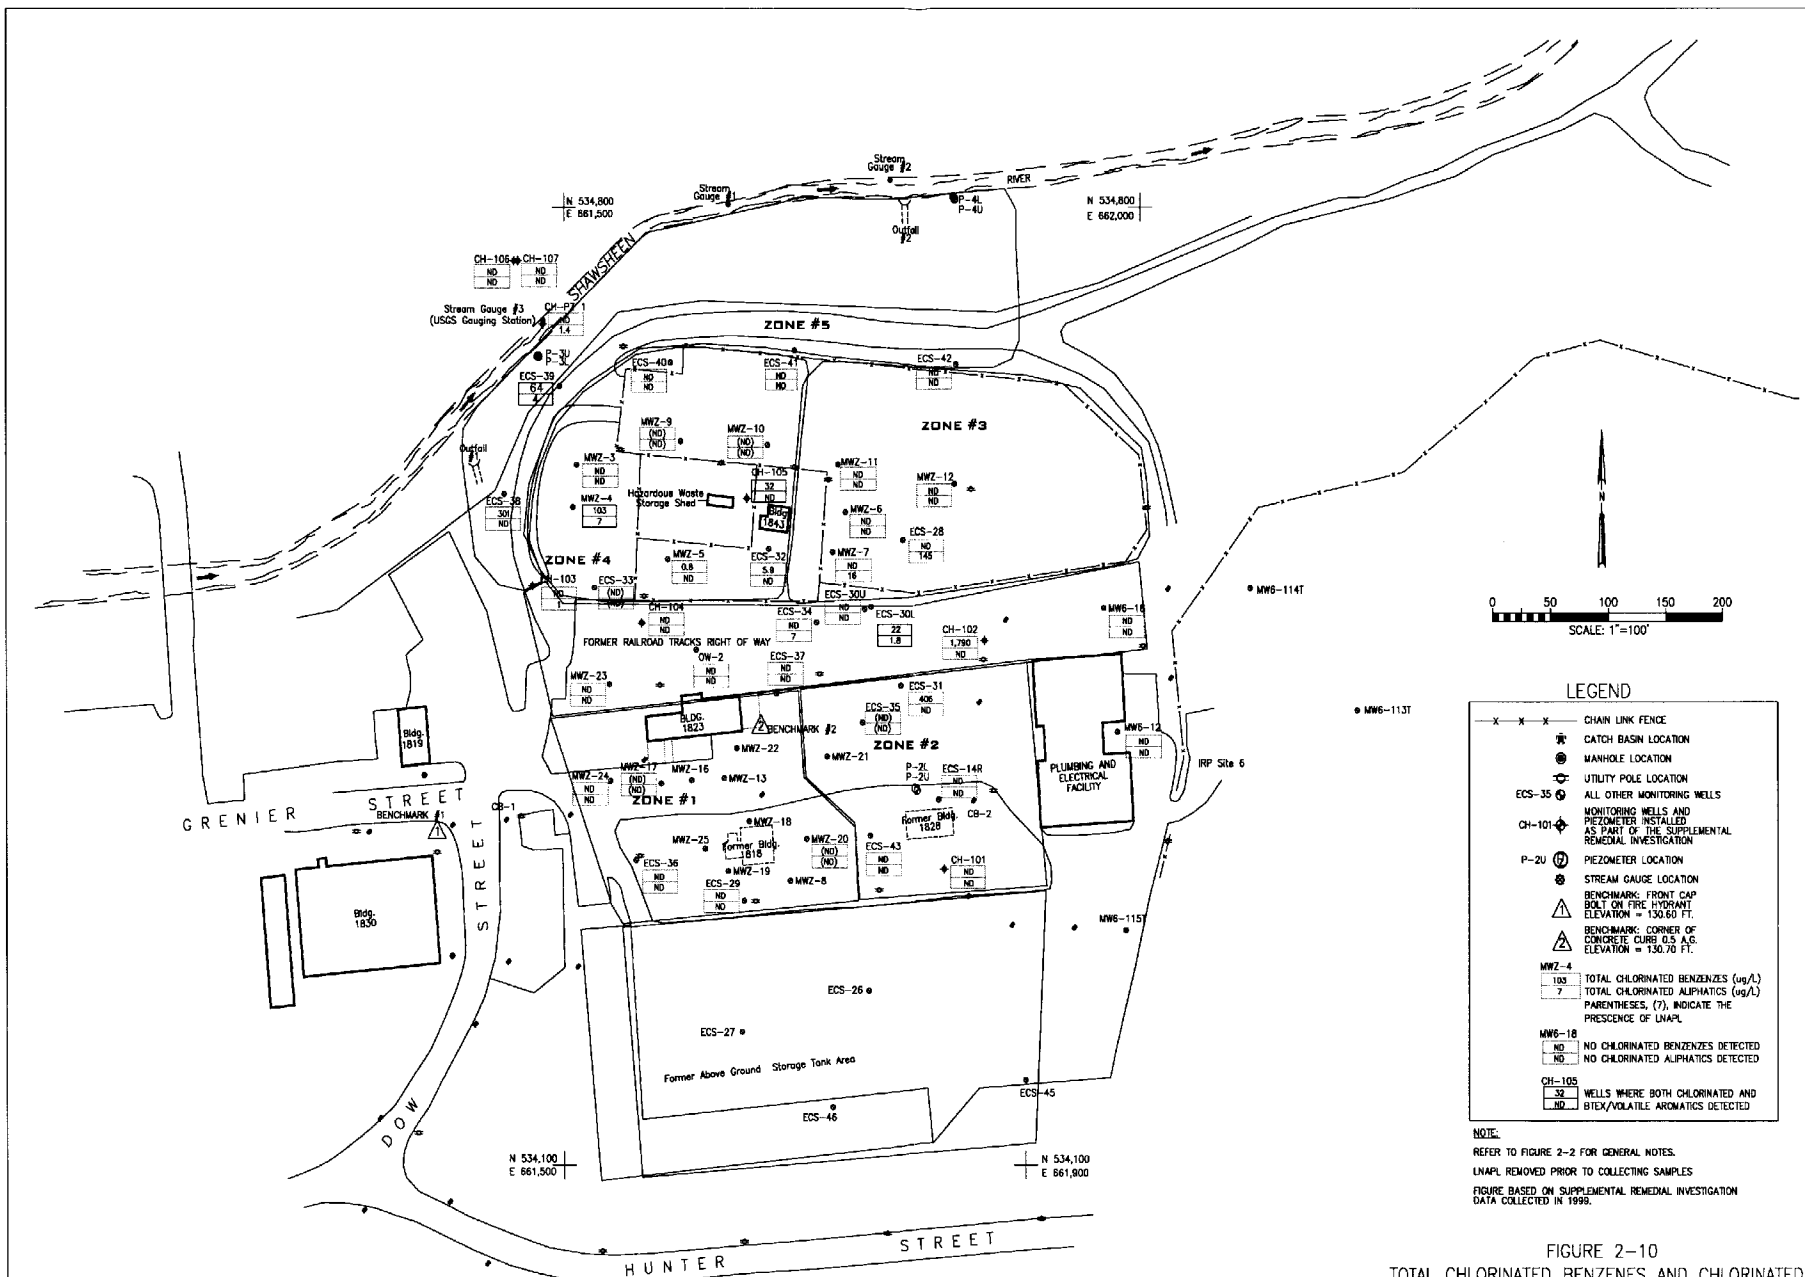 Stream
Gauge #2
RIVER
Stream
Gauge #1
N 534,800
E 661,500
P-4L
P-4U
N 534,800
E 662,000
Outfall
#2
SHAWSHEEN
CH-106 CH-107
ND ND
ND ND
Stream Gauge #3
(USGS Gauging Station)
ND
1.4
ZONE #5
P-3U
P-3L
ECS-39
64
4
ECS-40
ND
ND
ECS-41
ND
ND
ECS-42
ND
ND
MWZ-9
(ND)
(ND)
MWZ-10
(ND)
(ND)
ZONE #3
Outfall
#1
MWZ-3
ND
ND
CH-105
32
ND
MWZ-11
ND
ND
MWZ-12
ND
ND
ECS-38
301
ND
MWZ-4
103
7
Hazardous Waste
Storage Shed
Bldg.
1843
MWZ-6
ND
ND
ECS-28
ND
145
ZONE #4
MWZ-5
0.8
ND
ECS-32
5.9
ND
MWZ-7
ND
16
CH-103
ND
1
ECS-33
(ND)
(ND)
CH-104
ND
ND
ECS-34
ND
7
ECS-30U
ND
ND
ECS-30L
22
1.8
CH-102
1,790
ND
MW6-16
ND
ND
MW6-114T
FORMER RAILROAD TRACKS RIGHT OF WAY
OW-2
ND
ND
ECS-37
ND
ND
MWZ-23
ND
ND
ECS-31
406
ND
ECS-35
(ND)
(ND)
MW6-113T
BLDG.
1823
2 BENCHMARK #2
ZONE #2
MW6-12
ND
ND
Bldg.
1819
MWZ-22
MWZ-21
IRP Site 6
MWZ-24
ND
ND
MWZ-17
(ND)
(ND)
MWZ-16
MWZ-13
P-2L
P-2U
ECS-14R
ND
ND
PLUMBING AND
ELECTRICAL
FACILITY
ZONE #1
GRENIER STREET
BENCHMARK #1
1
CB-1
CB-2
MWZ-18
Former Bldg.
1818
Former Bldg.
1828
MWZ-25
MWZ-20
(ND)
(ND)
ECS-43
ND
ND
ECS-36
ND
ND
MWZ-19
MWZ-8
CH-101
ND
ND
ECS-29
ND
ND
Bldg.
1830
MW6-115T
ECS-26
ECS-27
Former Above Ground Storage Tank Area
ECS-45
ECS-46
DOW STREET
N 534,100
E 661,500
N 534,100
E 661,900
HUNTER STREET
N
0 50 100 150 200
SCALE: 1"=100'
LEGEND
X X X CHAIN LINK FENCE
CATCH BASIN LOCATION
MANHOLE LOCATION
UTILITY POLE LOCATION
ECS-35 ALL OTHER MONITORING WELLS
CH-101 MONITORING WELLS AND
PIEZOMETER INSTALLED
AS PART OF THE SUPPLEMENTAL
REMEDIAL INVESTIGATION
P-2U PIEZOMETER LOCATION
STREAM GAUGE LOCATION
1 BENCHMARK: FRONT CAP
BOLT ON FIRE HYDRANT
ELEVATION = 130.60 FT.
2 BENCHMARK: CORNER OF
CONCRETE CURB 0.5 A.G.
ELEVATION = 130.70 FT.
MWZ-4
103 TOTAL CHLORINATED BENZENZES (ug/L)
7 TOTAL CHLORINATED ALIPHATICS (ug/L)
PARENTHESES, (7), INDICATE THE
PRESCENCE OF LNAPL
MW6-18
ND NO CHLORINATED BENZENZES DETECTED
ND NO CHLORINATED ALIPHATICS DETECTED
CH-105
32 WELLS WHERE BOTH CHLORINATED AND
ND BTEX/VOLATILE AROMATICS DETECTED
NOTE:
REFER TO FIGURE 2-2 FOR GENERAL NOTES.
LNAPL REMOVED PRIOR TO COLLECTING SAMPLES
FIGURE BASED ON SUPPLEMENTAL REMEDIAL INVESTIGATION
DATA COLLECTED IN 1999.
FIGURE 2-10
TOTAL CHLORINATED BENZENES AND CHLORINATED